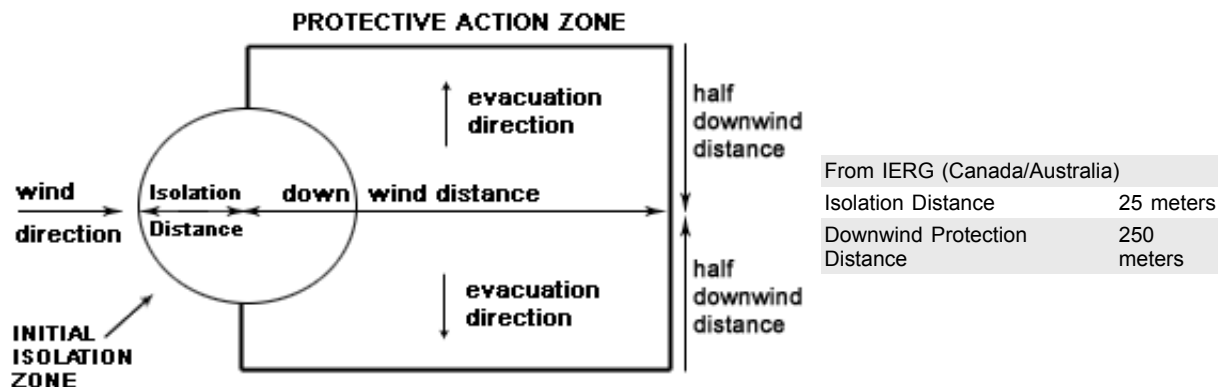 PROTECTIVE ACTION ZONE
evacuation
direction
half
downwind
distance
wind
direction
Isolation
Distance
down wind distance
evacuation
direction
half
downwind
distance
INITIAL
ISOLATION
ZONE
From IERG (Canada/Australia)
Isolation Distance 25 meters
Downwind Protection 250
Distance meters